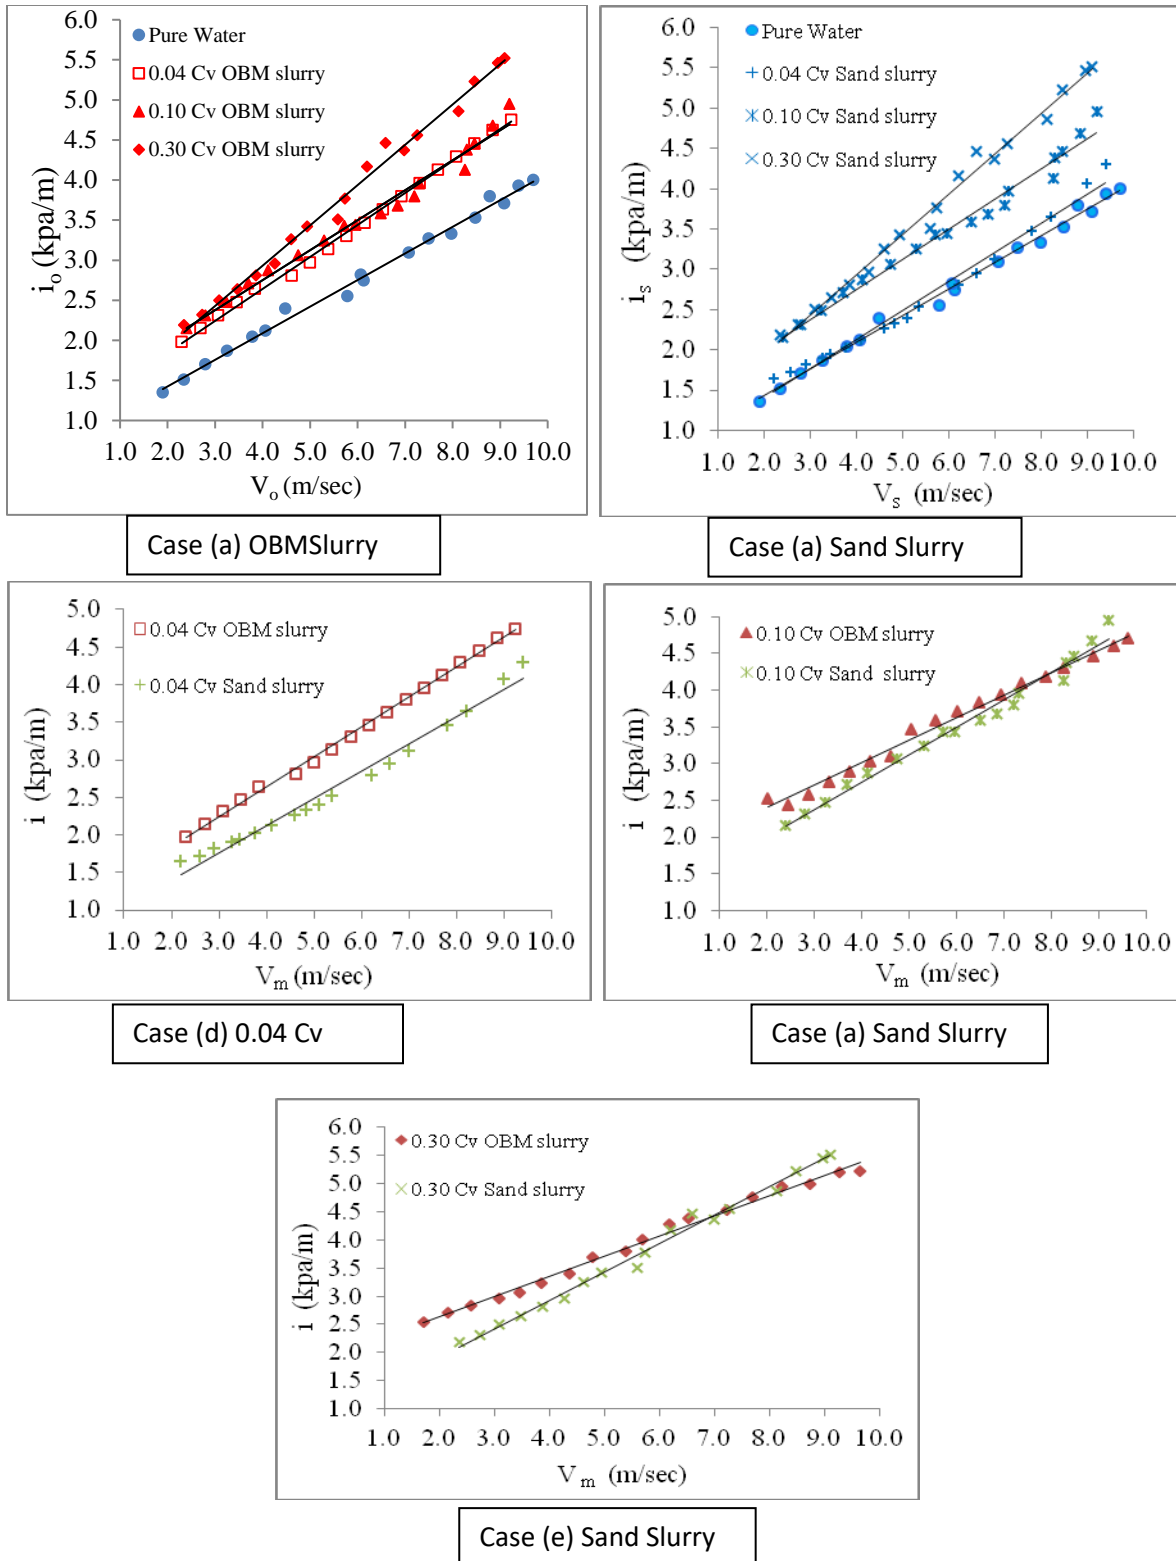 Pure Water
0.04 Cv OBM slurry
0.10 Cv OBM slurry
0.30 Cv OBM slurry
6.0
5.5
5.0
4.5
4.0
3.5
3.0
2.5
2.0
1.5
1.0
i_o (kpa/m)
1.0 2.0 3.0 4.0 5.0 6.0 7.0 8.0 9.0 10.0
V_o (m/sec)
Case (a) OBMSlurry
Pure Water
0.04 Cv Sand slurry
0.10 Cv Sand slurry
0.30 Cv Sand slurry
6.0
5.5
5.0
4.5
4.0
3.5
3.0
2.5
2.0
1.5
1.0
i_s (kpa/m)
1.0 2.0 3.0 4.0 5.0 6.0 7.0 8.0 9.0 10.0
V_s (m/sec)
Case (a) Sand Slurry
0.04 Cv OBM slurry
0.04 Cv Sand slurry
5.0
4.5
4.0
3.5
3.0
2.5
2.0
1.5
1.0
i (kpa/m)
1.0 2.0 3.0 4.0 5.0 6.0 7.0 8.0 9.0 10.0
V_m (m/sec)
Case (d) 0.04 Cv
0.10 Cv OBM slurry
0.10 Cv Sand slurry
5.0
4.5
4.0
3.5
3.0
2.5
2.0
1.5
1.0
i (kpa/m)
1.0 2.0 3.0 4.0 5.0 6.0 7.0 8.0 9.0 10.0
V_m (m/sec)
Case (a) Sand Slurry
0.30 Cv OBM slurry
0.30 Cv Sand slurry
6.0
5.5
5.0
4.5
4.0
3.5
3.0
2.5
2.0
1.5
1.0
i (kpa/m)
1.0 2.0 3.0 4.0 5.0 6.0 7.0 8.0 9.0 10.0
V_m (m/sec)
Case (e) Sand Slurry